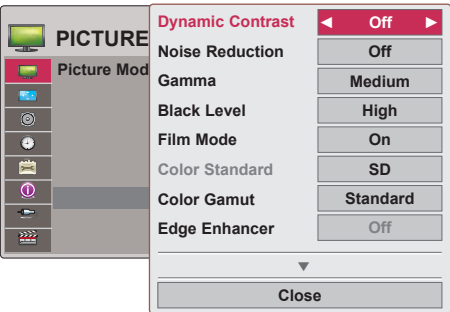 PICTURE
Picture Mod
Dynamic Contrast Off
Noise Reduction Off
Gamma Medium
Black Level High
Film Mode On
Color Standard SD
Color Gamut Standard
Edge Enhancer Off
Close